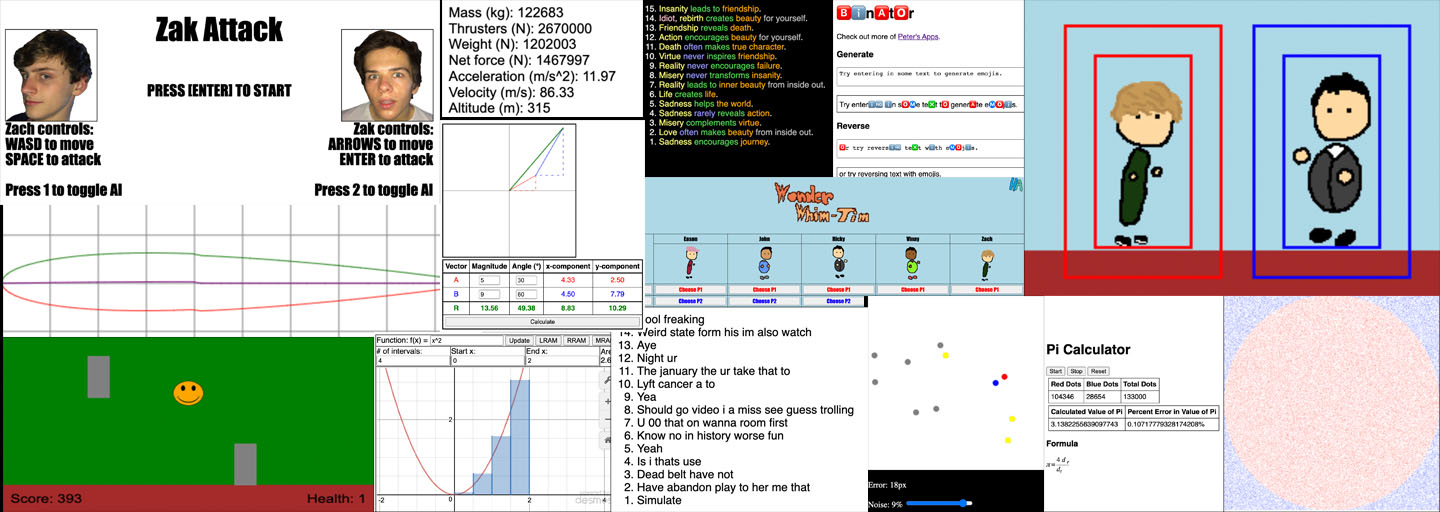 Zak Attack
PRESS [ENTER] TO START
Zach controls:
WASD to move
SPACE to attack
Press 1 to toggle AI
Zak controls:
ARROWS to move
ENTER to attack
Press 2 to toggle AI
Mass (kg): 122683
Thrusters (N): 2670000
Weight (N): 1202003
Net force (N): 1467997
Acceleration (m/s^2): 11.97
Velocity (m/s): 86.33
Altitude (m): 315
Vector Magnitude Angle (°) x-component y-component
A 5 30 4.33 2.50
B 9 60 4.50 7.79
R 13.56 49.38 8.83 10.29
Calculate
15. Insanity leads to friendship.
14. Idiot, rebirth creates beauty for yourself.
13. Friendship reveals death.
12. Action encourages beauty for yourself.
11. Death often makes true character.
10. Virtue never inspires friendship.
9. Reality never encourages failure.
8. Misery never transforms insanity.
7. Reality leads to inner beauty from inside out.
6. Life creates life.
5. Sadness helps the world.
4. Sadness rarely reveals action.
3. Misery complements virtue.
2. Love often makes beauty from inside out.
1. Sadness encourages journey.
BinAtOr
Check out more of Peter's Apps.
Generate
Try entering in some text to generate emojis.
Try enterING In sOMe teXt tO generAte eMOjIs.
Reverse
Or try reversING teXt wIth eMOjIs.
or try reversing text with emojis.
Wonder
Whim-Tim
Eason John Ricky Vinay Zach
Choose P1 Choose P1 Choose P1 Choose P1 Choose P1
Choose P2 Choose P2 Choose P2 Choose P2 Choose P2
Score: 393
Health: 1
Function: f(x) = x^2 Update LRAM RRAM MRA
# of intervals: Start x: End x: Are
4 0 2 2.6
2
-2 0 2 4
desm
ool freaking
14. Weird state form his im also watch
13. Aye
12. Night ur
11. The january the ur take that to
10. Lyft cancer a to
9. Yea
8. Should go video i a miss see guess trolling
7. U 00 that on wanna room first
6. Know no in history worse fun
5. Yeah
4. Is i thats use
3. Dead belt have not
2. Have abandon play to her me that
1. Simulate
Error: 18px
Noise: 9%
Pi Calculator
Start Stop Reset
Red Dots Blue Dots Total Dots
104346 28654 133000
Calculated Value of Pi Percent Error in Value of Pi
3.1382255639097743 0.10717779328174208%
Formula